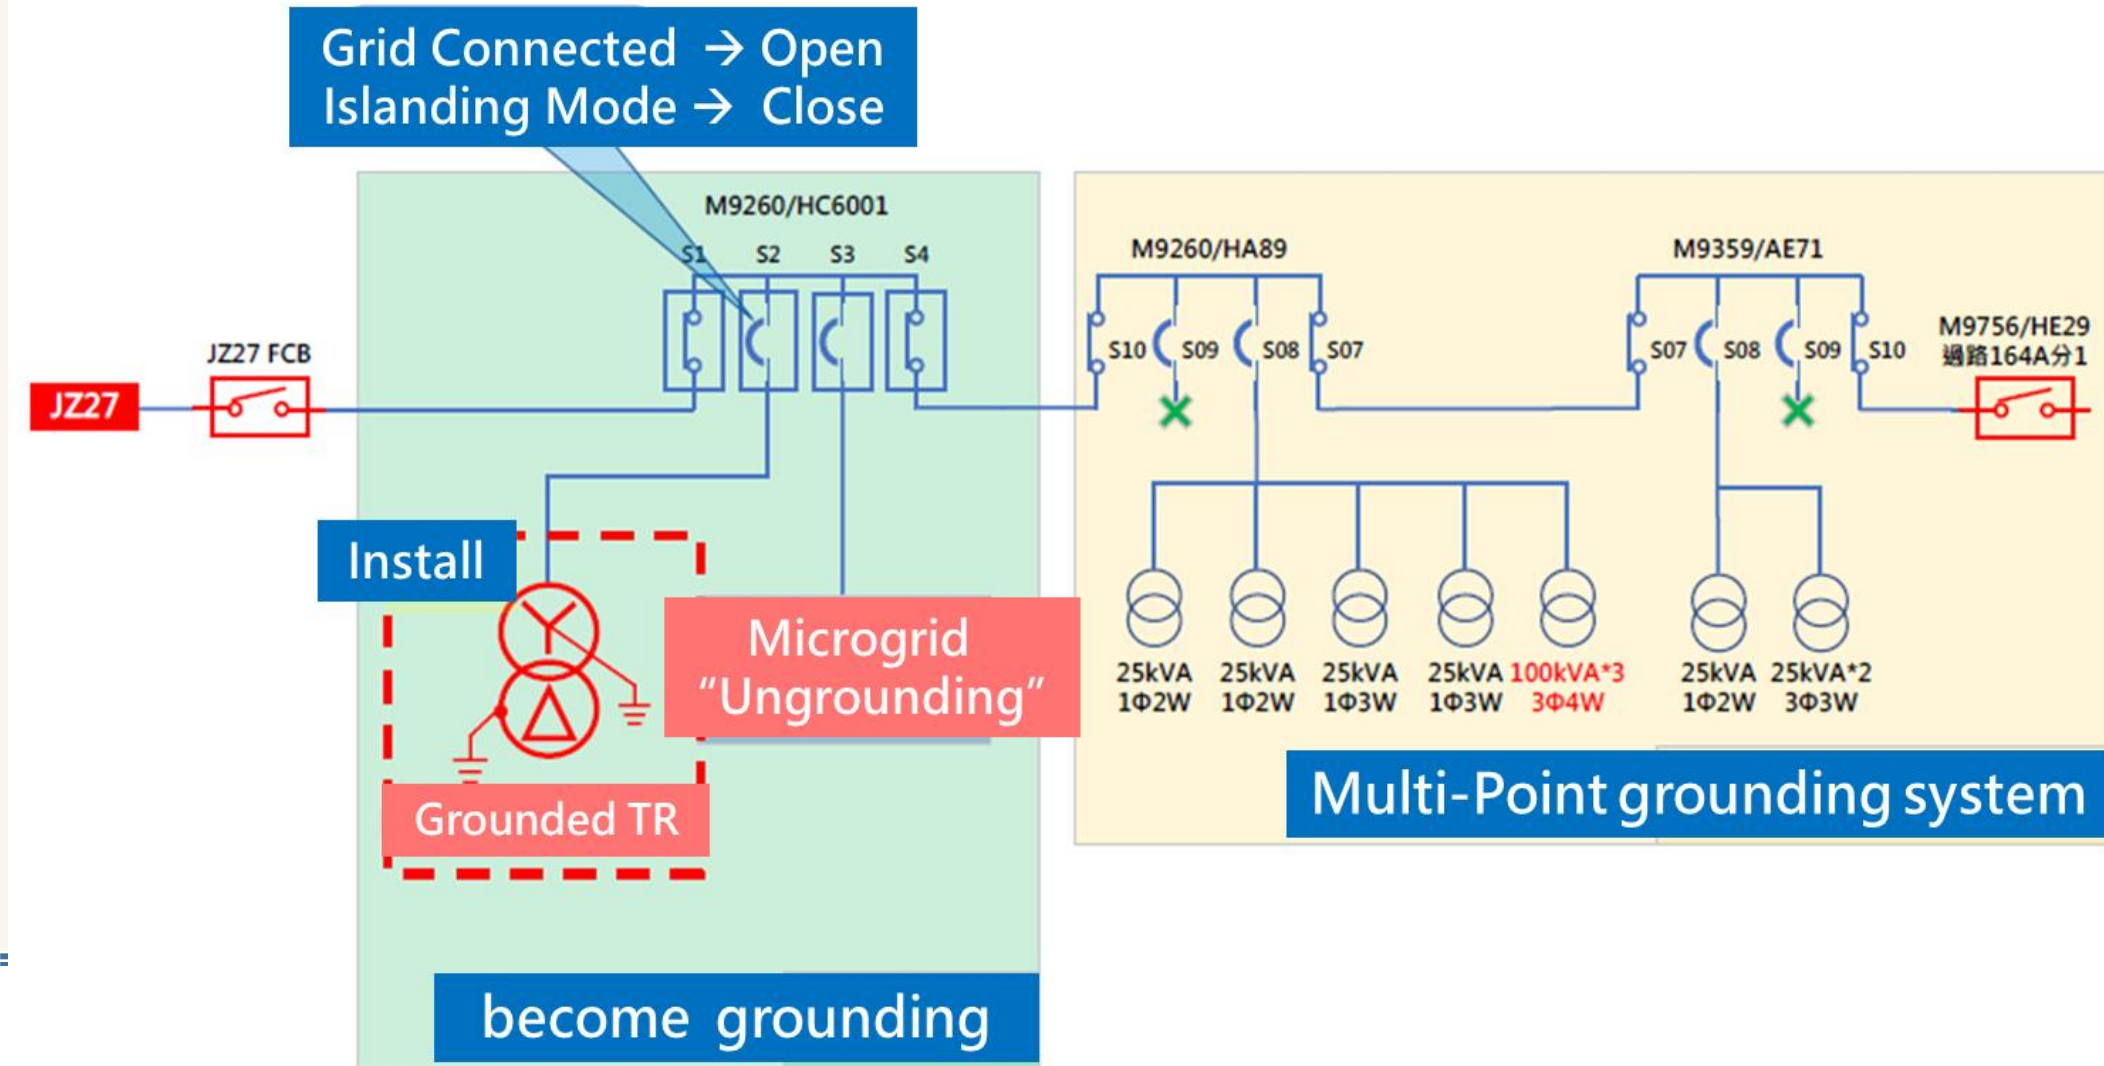 Grid Connected → Open
Islanding Mode → Close
M9260/HC6001
S1 S2 S3 S4
JZ27 FCB
JZ27
M9260/HA89
S10 S09 S08 S07
M9359/AE71
S07 S08 S09 S10
M9756/HE29
過路164A分1
Install
Microgrid
“Ungrounding”
Grounded TR
25kVA 25kVA 25kVA 25kVA 100kVA*3
1Φ2W 1Φ2W 1Φ3W 1Φ3W 3Φ4W
25kVA 25kVA*2
1Φ2W 3Φ3W
Multi-Point grounding system
become grounding